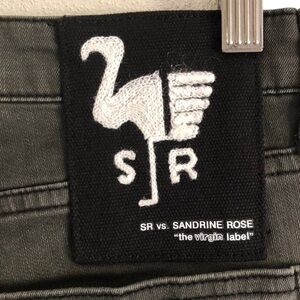 S R
SR vs. SANDRINE ROSE
"the virgin label"